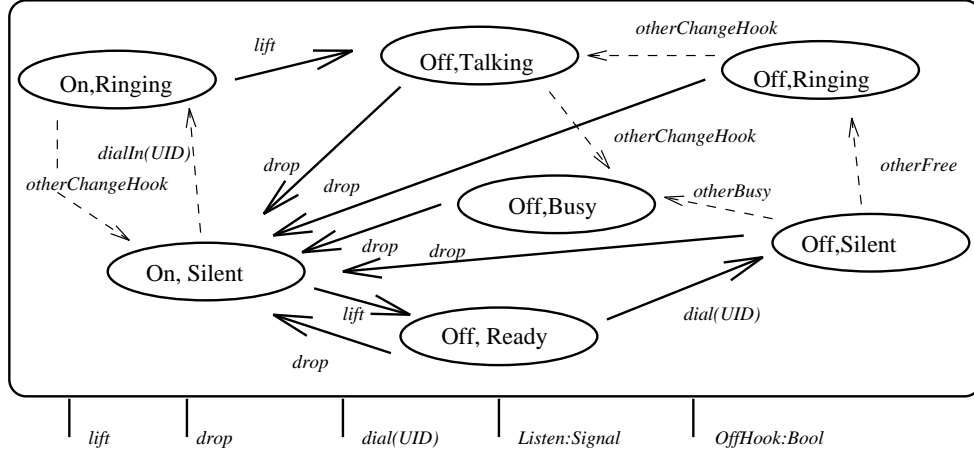 lift
otherChangeHook
Off,Talking
On,Ringing
Off,Ringing
otherChangeHook
dialIn(UID)
drop
otherFree
otherChangeHook
drop
otherBusy
Off,Busy
Off,Silent
drop
drop
On, Silent
lift
dial(UID)
Off, Ready
drop
lift
drop
dial(UID)
Listen:Signal
OffHook:Bool